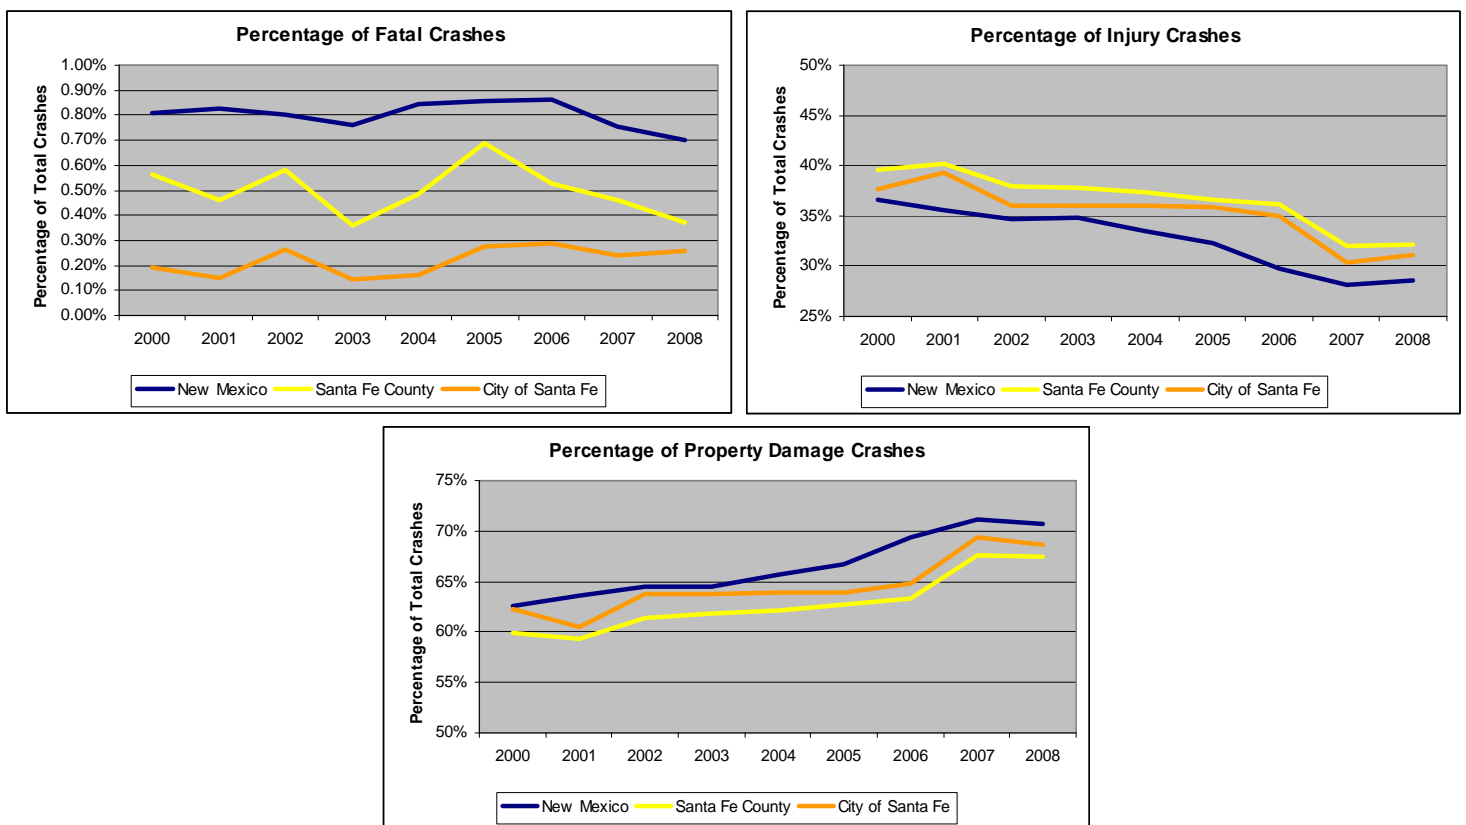 Percentage of Fatal Crashes
Percentage of Total Crashes
1.00%
0.90%
0.80%
0.70%
0.60%
0.50%
0.40%
0.30%
0.20%
0.10%
0.00%
2000 2001 2002 2003 2004 2005 2006 2007 2008
New Mexico Santa Fe County City of Santa Fe
Percentage of Injury Crashes
Percentage of Total Crashes
50%
45%
40%
35%
30%
25%
2000 2001 2002 2003 2004 2005 2006 2007 2008
New Mexico Santa Fe County City of Santa Fe
Percentage of Property Damage Crashes
Percentage of Total Crashes
75%
70%
65%
60%
55%
50%
2000 2001 2002 2003 2004 2005 2006 2007 2008
New Mexico Santa Fe County City of Santa Fe